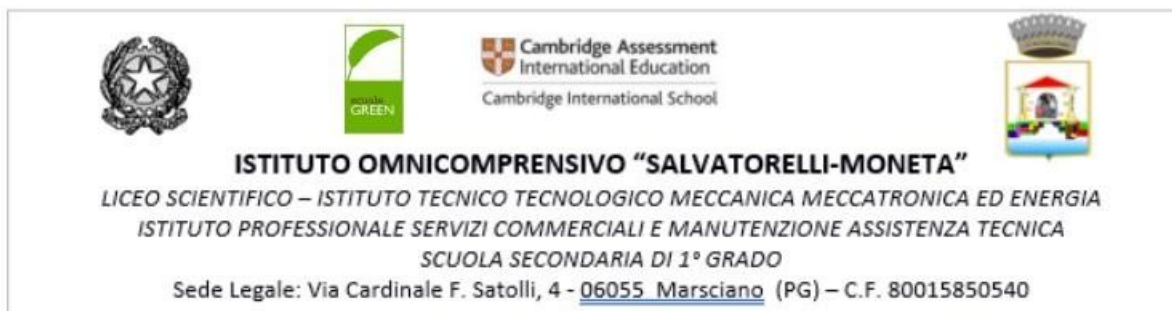 scuole
GREEN
Cambridge Assessment
International Education
Cambridge International School
ISTITUTO OMNICOMPRENSIVO “SALVATORELLI-MONETA”
LICEO SCIENTIFICO – ISTITUTO TECNICO TECNOLOGICO MECCANICA MECCATRONICA ED ENERGIA
ISTITUTO PROFESSIONALE SERVIZI COMMERCIALI E MANUTENZIONE ASSISTENZA TECNICA
SCUOLA SECONDARIA DI 1° GRADO
Sede Legale: Via Cardinale F. Satolli, 4 - 06055 Marsciano (PG) – C.F. 80015850540